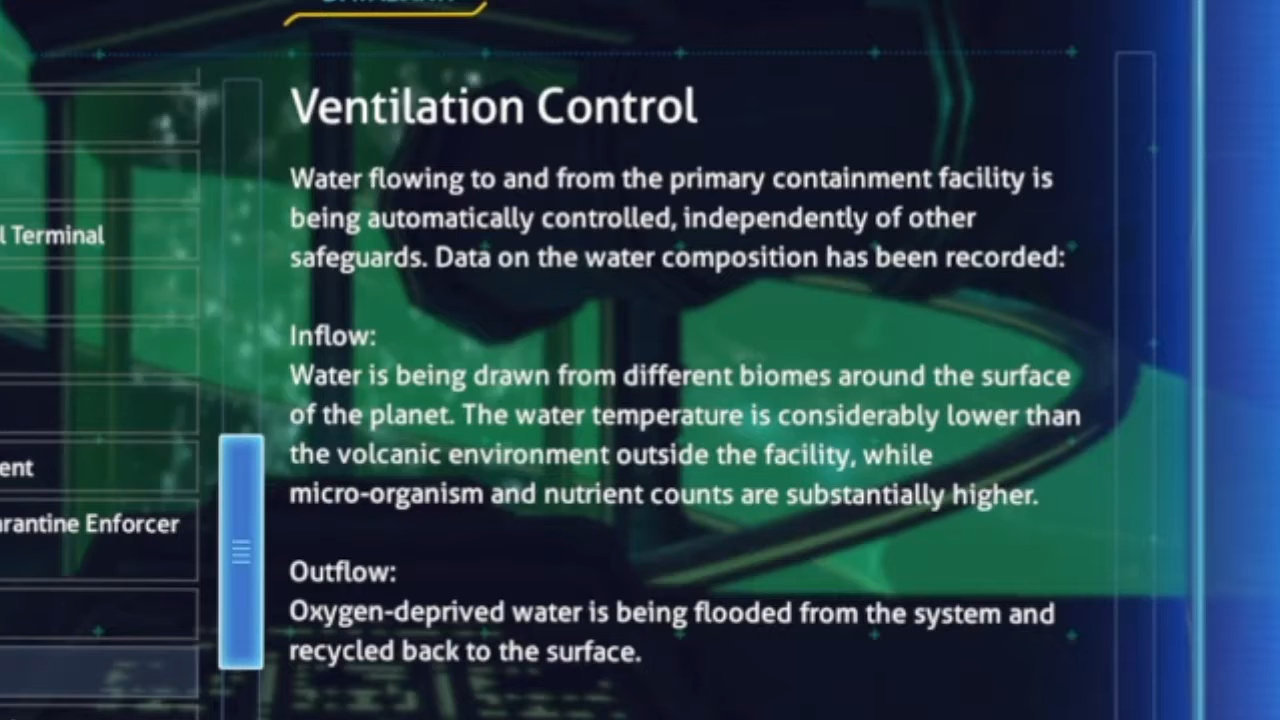 Ventilation Control
Water flowing to and from the primary containment facility is
being automatically controlled, independently of other
safeguards. Data on the water composition has been recorded:
Inflow:
Water is being drawn from different biomes around the surface
of the planet. The water temperature is considerably lower than
the volcanic environment outside the facility, while
micro-organism and nutrient counts are substantially higher.
Outflow:
Oxygen-deprived water is being flooded from the system and
recycled back to the surface.
l Terminal
ent
arantine Enforcer